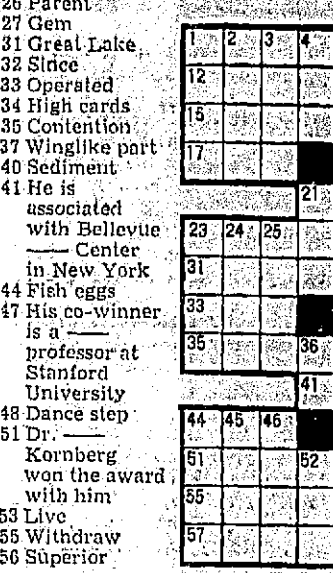 26 Parent
27 Gem
31 Great Lake
32 Since
33 Operated
34 High cards
35 Contention
37 Winglike part
40 Sediment
41 He is
associated
with Bellevue
—— Center
in New York
44 Fish eggs
47 His co-winner
is a ——
professor at
Stanford
University
48 Dance step
51 Dr. ——
Kornberg
won the award
with him
53 Live
55 Withdraw
56 Superior
1 2 3 4
12
15
17
21
23 24 25
31
33
35 36
41
44 45 46
51 52
55
57